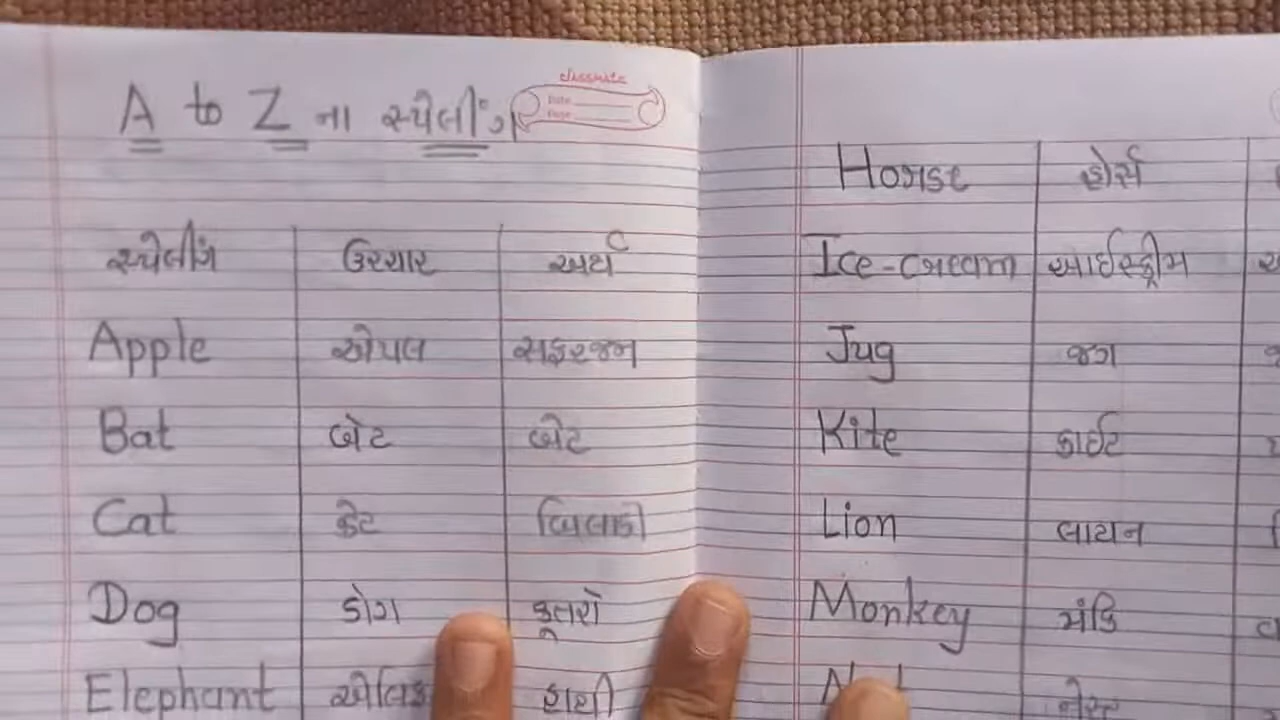 A to Z ના સ્પેલીંગ
classmate
Date
Page
સ્પેલીંગ ઉચ્ચાર અર્થ
Apple એપલ સફરજન
Bat બેટ બેટ
Cat કેટ બિલાડી
Dog ડોગ કૂતરો
Elephant હાથી
Horse હોર્સ
Ice-cream આઈસ્ક્રીમ
Jug જગ
Kite કાઈટ
Lion લાયન
Monkey મંકિ
નેસ્ટ